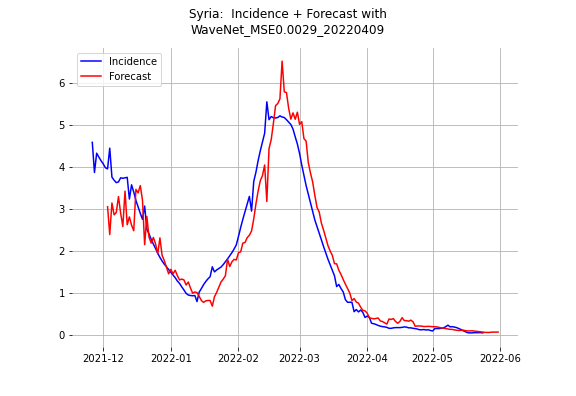 Syria:  Incidence + Forecast with
WaveNet_MSE0.0029_20220409
Incidence
Forecast
6
5
4
3
2
1
0
2021-12 2022-01 2022-02 2022-03 2022-04 2022-05 2022-06